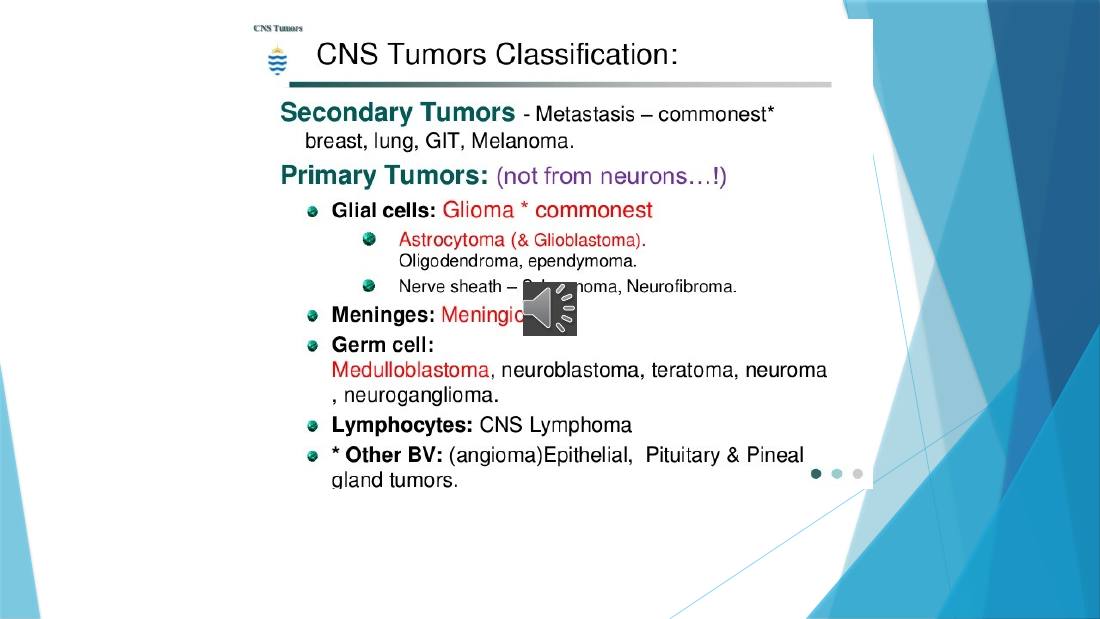 CNS Tumors
CNS Tumors Classification:
Secondary Tumors - Metastasis – commonest*
breast, lung, GIT, Melanoma.
Primary Tumors: (not from neurons…!)
Glial cells: Glioma * commonest
Astrocytoma (& Glioblastoma).
Oligodendroma, ependymoma.
Nerve sheath – Neurofibroma.
Meninges:
Germ cell:
Medulloblastoma, neuroblastoma, teratoma, neuroma
, neuroganglioma.
Lymphocytes: CNS Lymphoma
* Other BV: (angioma)Epithelial, Pituitary & Pineal
gland tumors.